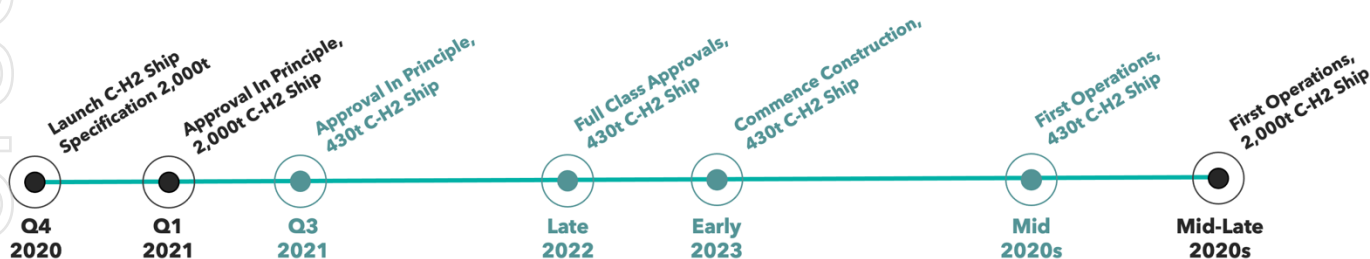 Launch C-H2 Ship
Specification 2,000t
Approval In Principle,
2,000t C-H2 Ship
Approval In Principle,
430t C-H2 Ship
Full Class Approvals,
430t C-H2 Ship
Commence Construction,
430t C-H2 Ship
First Operations,
430t C-H2 Ship
First Operations,
2,000t C-H2 Ship
Q4
2020
Q1
2021
Q3
2021
Late
2022
Early
2023
Mid
2020s
Mid-Late
2020s